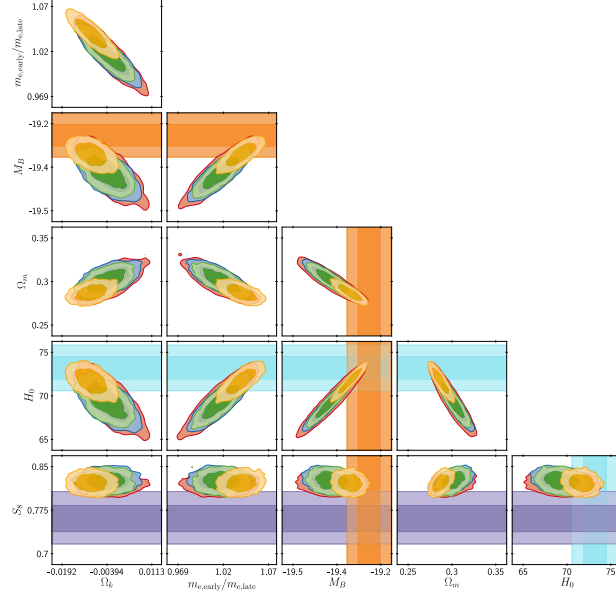 1.07
1.02
0.969
m_{e,early}/m_{e,late}
-19.2
-19.4
-19.5
M_B
0.35
0.3
0.25
Ω_m
75
70
65
H_0
0.85
0.775
0.7
S_8
-0.0192 -0.00394 0.0113
0.969 1.02 1.07
-19.5 -19.4 -19.2
0.25 0.3 0.35
65 70 75
Ω_k
m_{e,early}/m_{e,late}
M_B
Ω_m
H_0